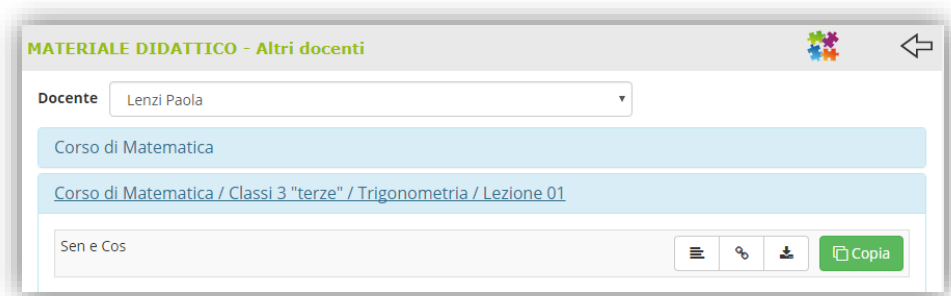 MATERIALE DIDATTICO - Altri docenti
Docente Lenzi Paola
Corso di Matematica
Corso di Matematica / Classi 3 "terze" / Trigonometria / Lezione 01
Sen e Cos Copia